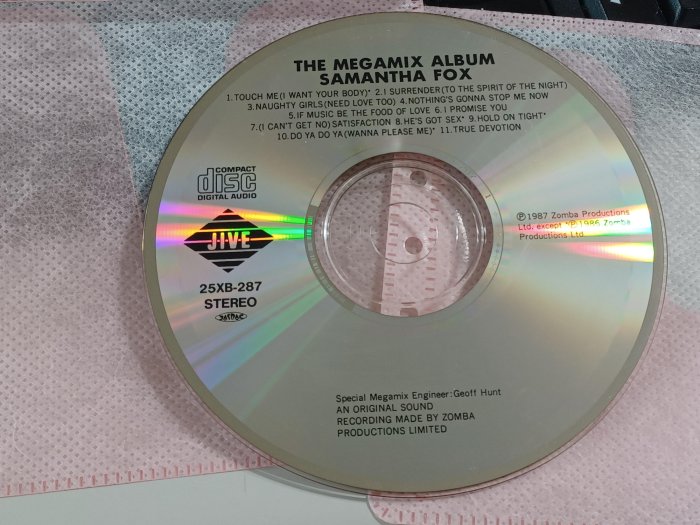 THE MEGAMIX ALBUM
SAMANTHA FOX
1.TOUCH ME(I WANT YOUR BODY)* 2.I SURRENDER(TO THE SPIRIT OF THE NIGHT)
3.NAUGHTY GIRLS(NEED LOVE TOO) 4.NOTHING'S GONNA STOP ME NOW
5.IF MUSIC BE THE FOOD OF LOVE 6.I PROMISE YOU
7.(I CAN'T GET NO)SATISFACTION 8.HE'S GOT SEX* 9.HOLD ON TIGHT*
10.DO YA DO YA(WANNA PLEASE ME)* 11.TRUE DEVOTION
COMPACT
disc
DIGITAL AUDIO
JIVE
25XB-287
STEREO
Ⓟ1987 Zomba Productions
Ltd. except *Ⓟ1986 Zomba
Productions Ltd.
Special Megamix Engineer:Geoff Hunt
AN ORIGINAL SOUND
RECORDING MADE BY ZOMBA
PRODUCTIONS LIMITED